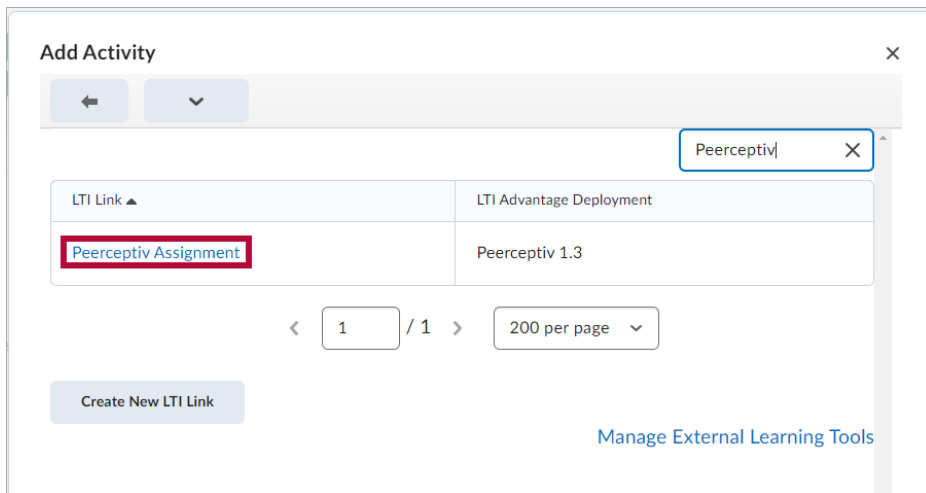 Add Activity
Peerceptiv
LTI Link LTI Advantage Deployment
Peerceptiv Assignment Peerceptiv 1.3
1 / 1 200 per page
Create New LTI Link
Manage External Learning Tools